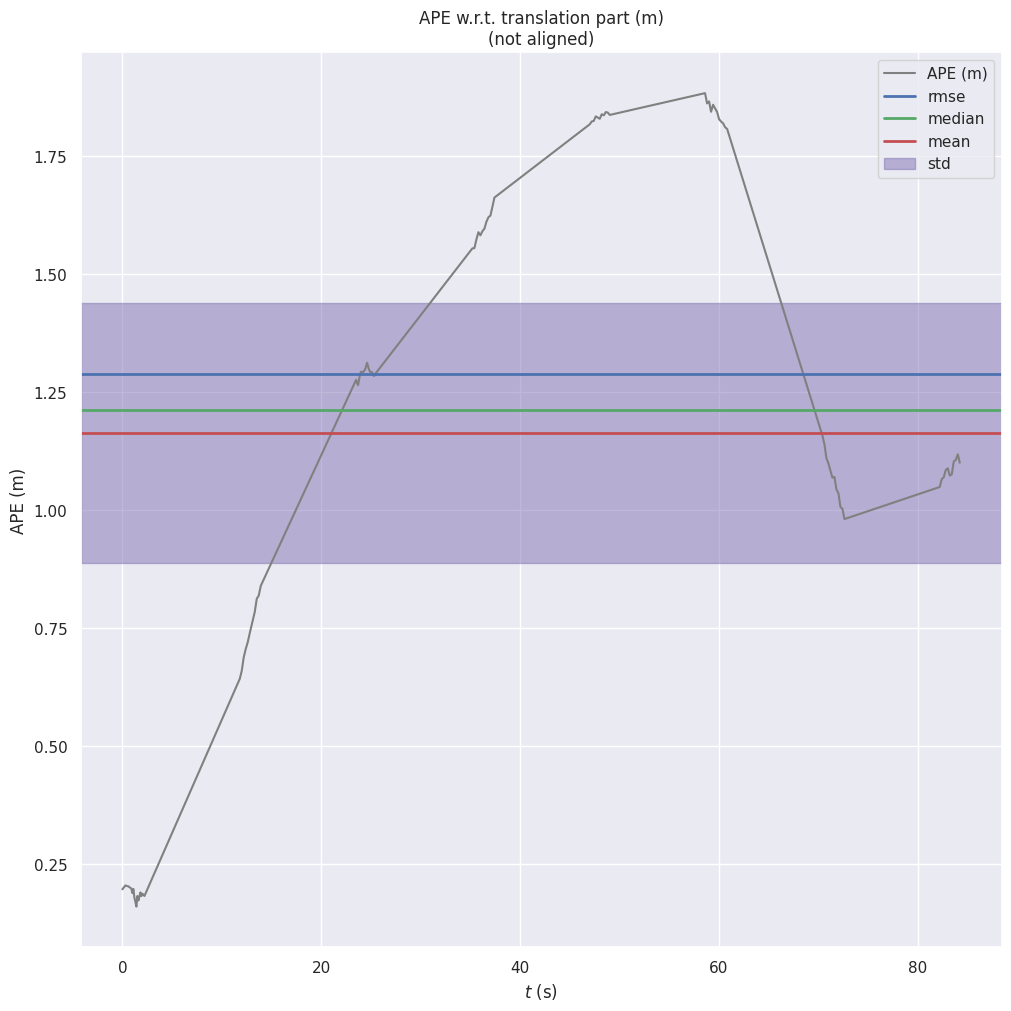 APE w.r.t. translation part (m)
(not aligned)
APE (m)
rmse
median
mean
std
1.75
1.50
1.25
1.00
0.75
0.50
0.25
APE (m)
0 20 40 60 80
t (s)